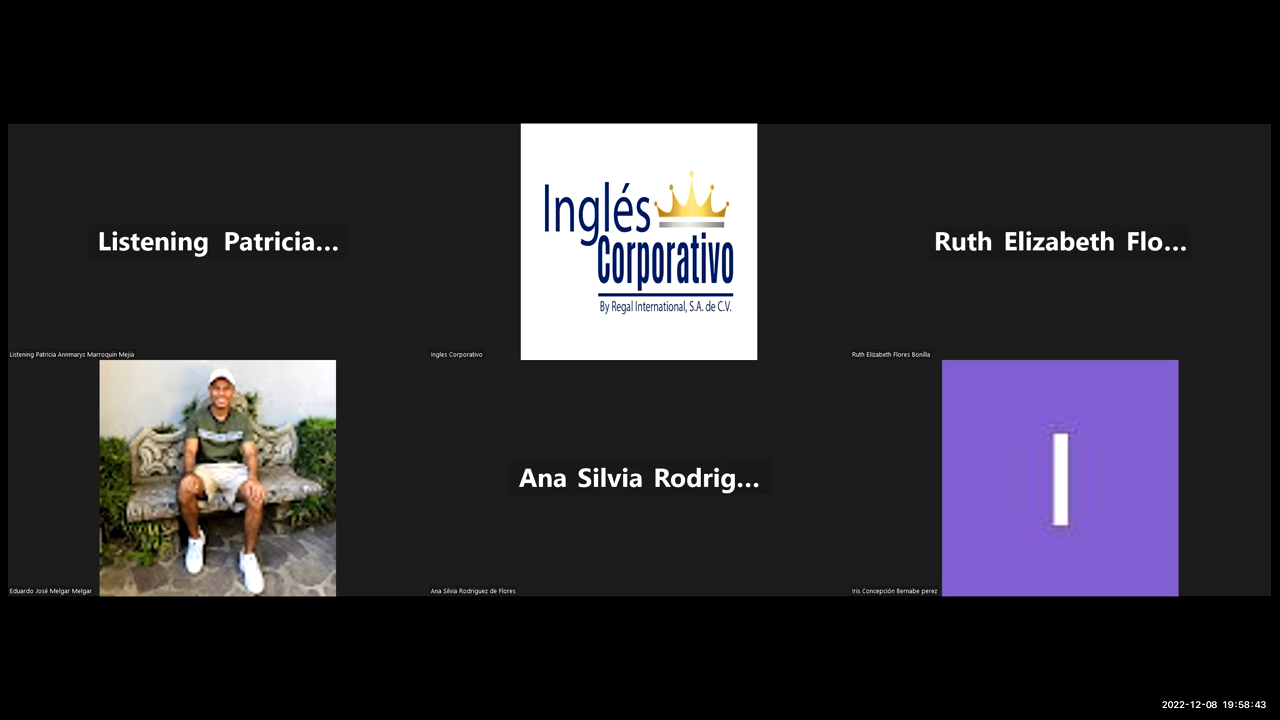 Listening Patricia...
Inglés
Corporativo
By Regal International, S.A. de C.V.
Ruth Elizabeth Flo...
Listening Patricia Annmarys Marroquin Mejia
Ingles Corporativo
Ruth Elizabeth Flores Bonilla
Ana Silvia Rodrig...
I
Eduardo José Melgar Melgar
Ana Silvia Rodriguez de Flores
Iris Concepción Bernabe perez
2022-12-08 19:58:43